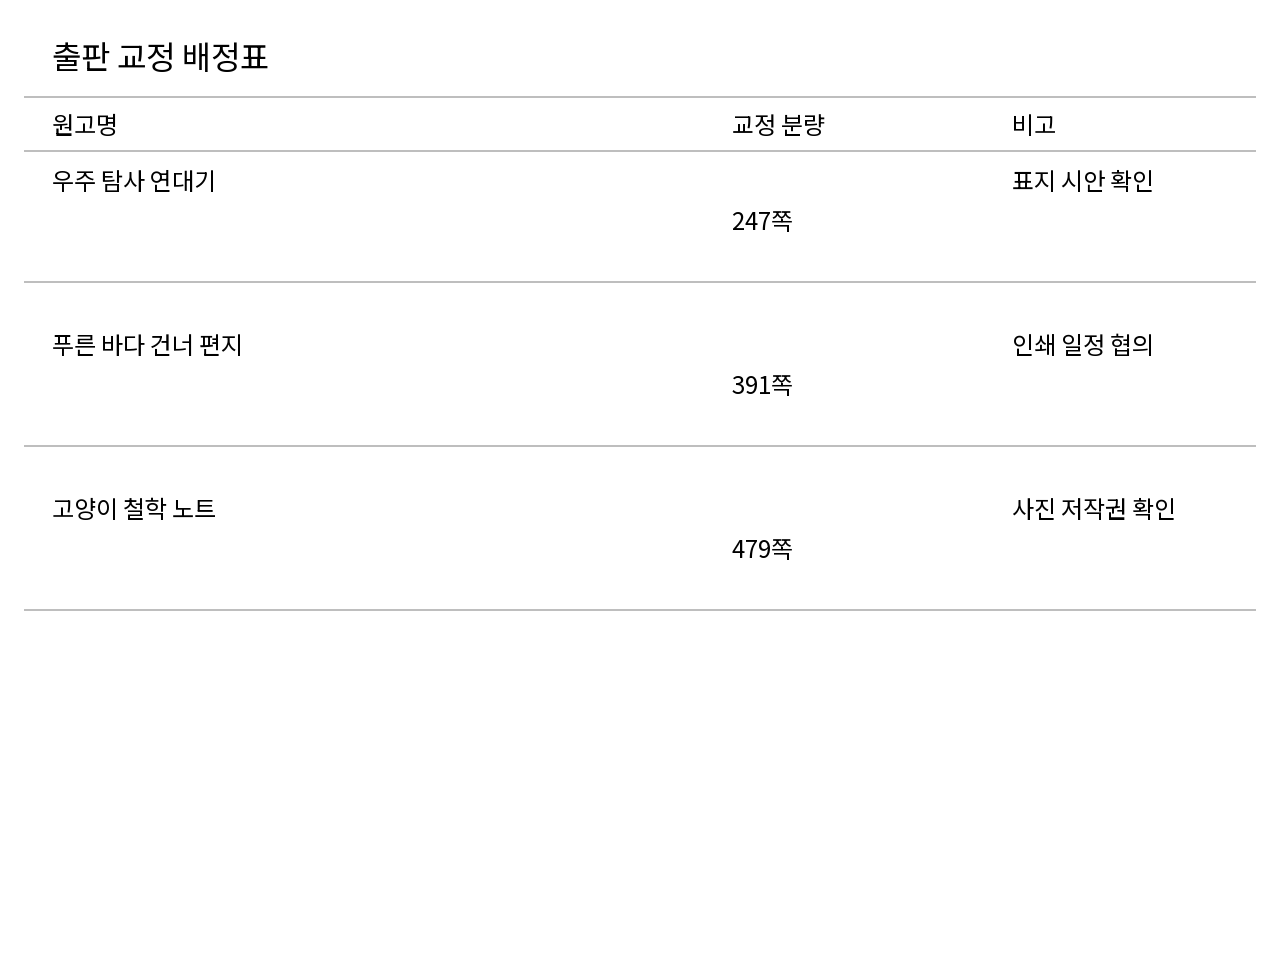 출판 교정 배정표
원고명 교정 분량 비고
우주 탐사 연대기 표지 시안 확인
247쪽
푸른 바다 건너 편지 인쇄 일정 협의
391쪽
고양이 철학 노트 사진 저작권 확인
479쪽